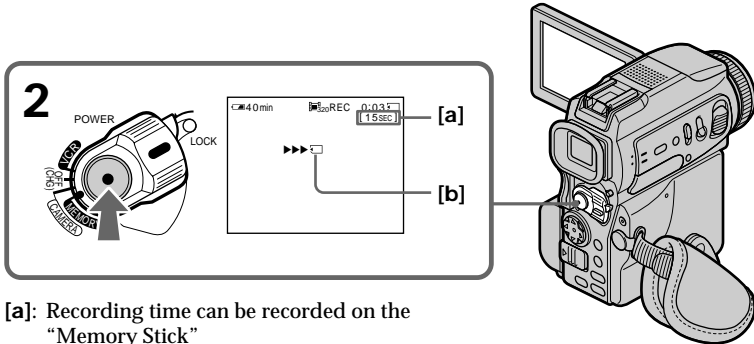 2
POWER
LOCK
VCR
OFF
(CHG)
MEMORY
CAMERA
40min
320 REC 0:03
[ 15SEC ]
[a]
[b]
[a]: Recording time can be recorded on the
“Memory Stick”